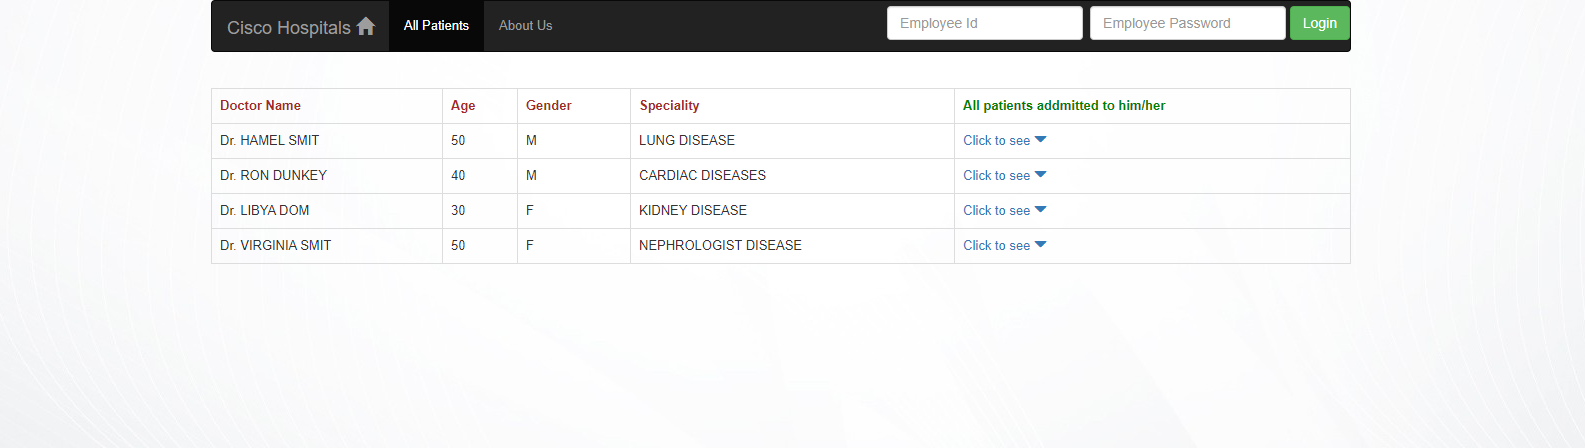 Cisco Hospitals All Patients About Us Employee Id Employee Password Login
Doctor Name Age Gender Speciality All patients addmitted to him/her
Dr. HAMEL SMIT 50 M LUNG DISEASE Click to see
Dr. RON DUNKEY 40 M CARDIAC DISEASES Click to see
Dr. LIBYA DOM 30 F KIDNEY DISEASE Click to see
Dr. VIRGINIA SMIT 50 F NEPHROLOGIST DISEASE Click to see